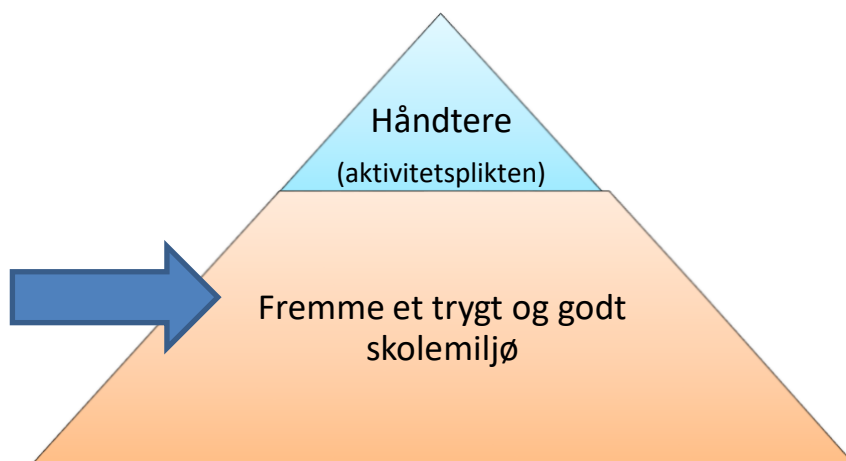 Håndtere
(aktivitetsplikten)
Fremme et trygt og godt
skolemiljø